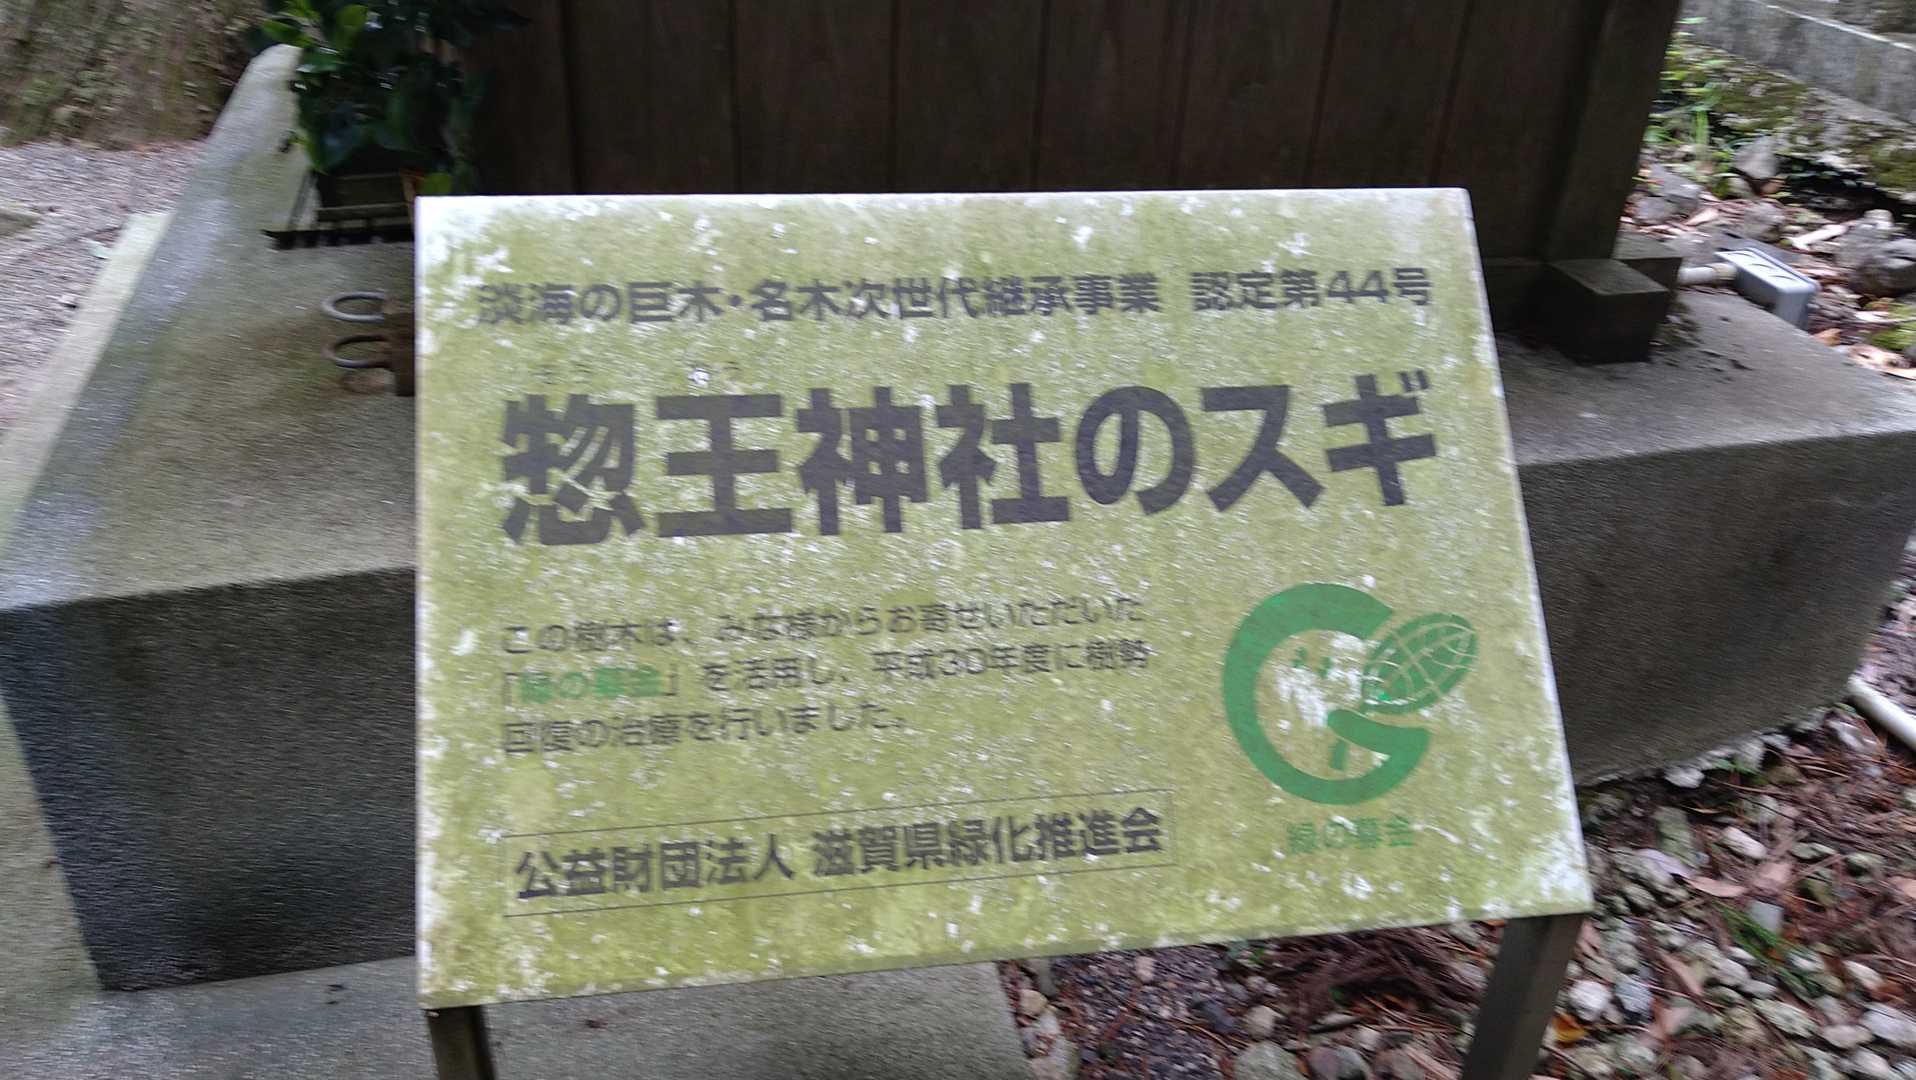 淡海の巨木・名木次世代継承事業 認定第44号
惣王神社のスギ
この樹木は、みな様からお寄せいただいた
「緑の募金」を活用し、平成30年度に樹勢
回復の治療を行いました。
緑の募金
公益財団法人 滋賀県緑化推進会